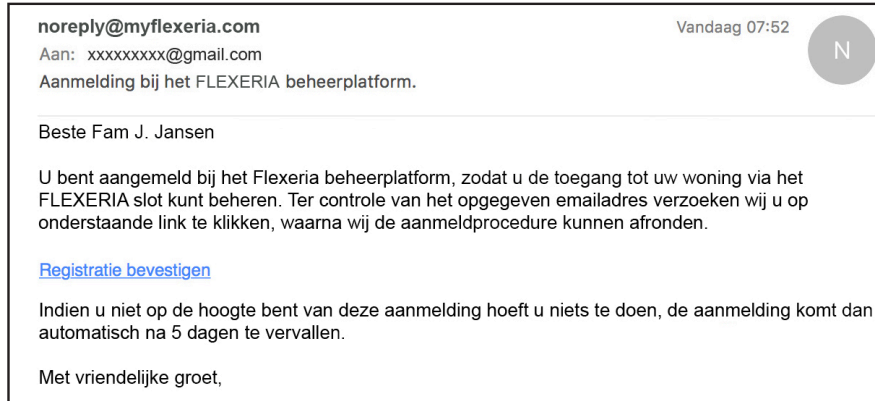 noreply@myflexeria.com
Vandaag 07:52
N
Aan: xxxxxxxxx@gmail.com
Aanmelding bij het FLEXERIA beheerplatform.
Beste Fam J. Jansen
U bent aangemeld bij het Flexeria beheerplatform, zodat u de toegang tot uw woning via het
FLEXERIA slot kunt beheren. Ter controle van het opgegeven emailadres verzoeken wij u op
onderstaande link te klikken, waarna wij de aanmeldprocedure kunnen afronden.
Registratie bevestigen
Indien u niet op de hoogte bent van deze aanmelding hoeft u niets te doen, de aanmelding komt dan
automatisch na 5 dagen te vervallen.
Met vriendelijke groet,